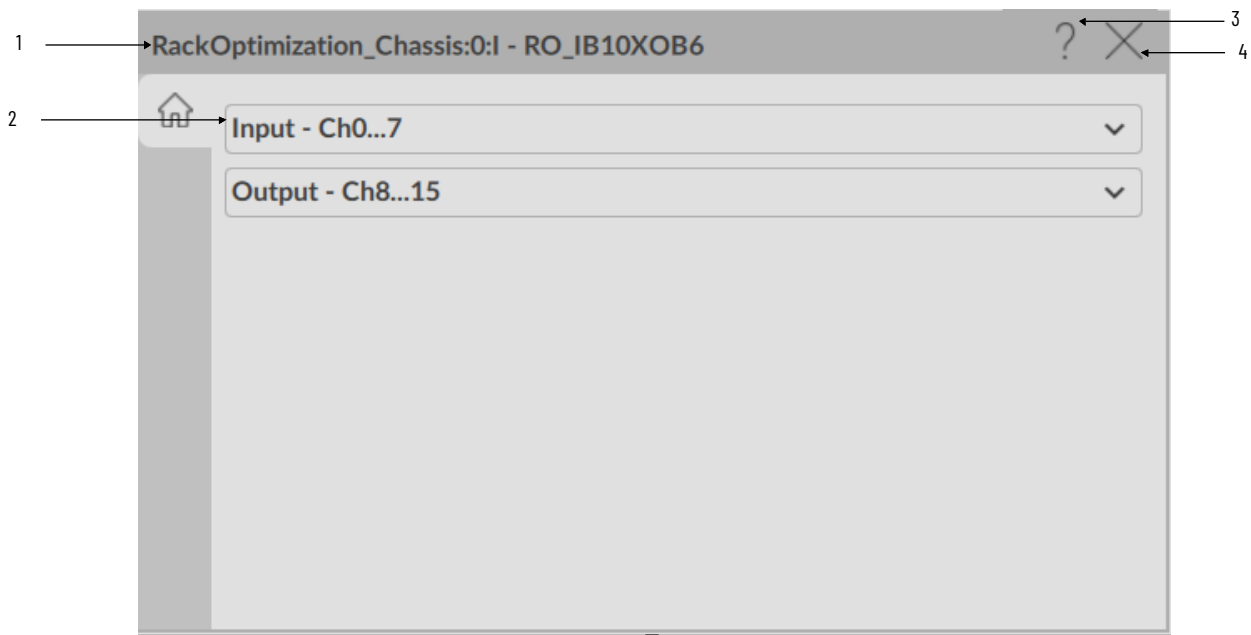 3
1
RackOptimization_Chassis:0:I - RO_IB10XOB6
?
4
2
Input - Ch0...7
Output - Ch8...15